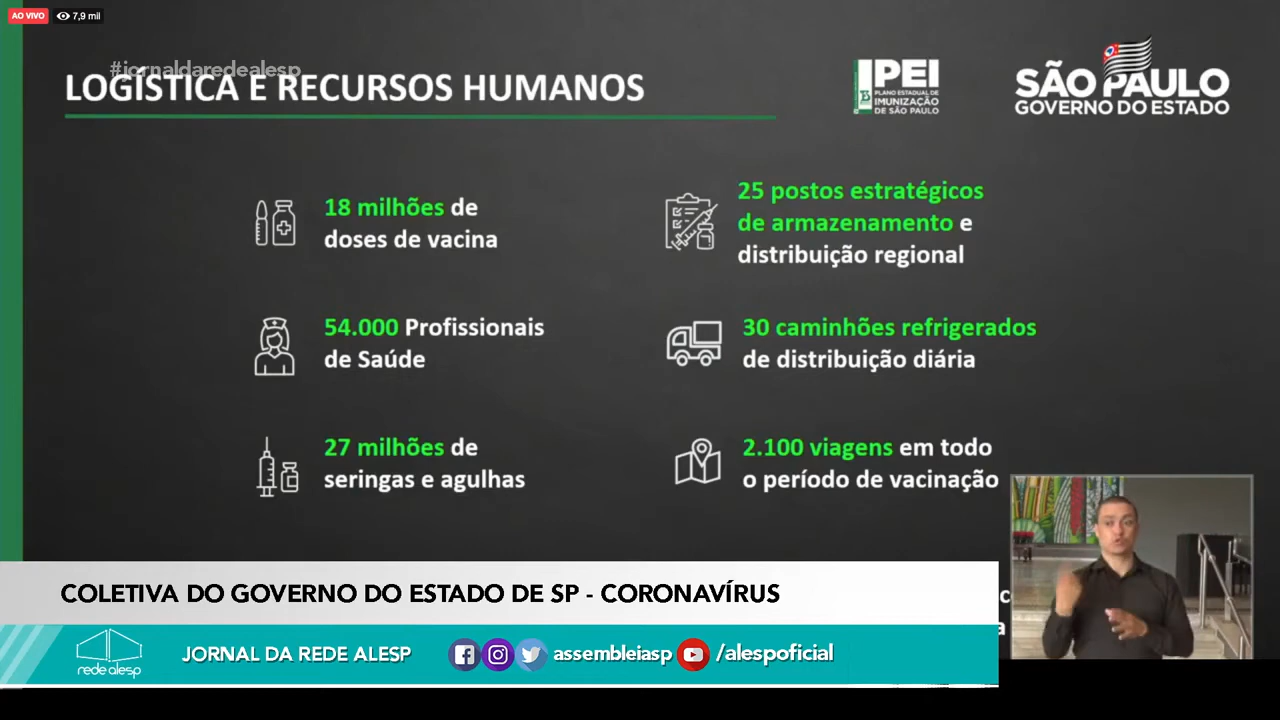 AO VIVO
7,9 mil
#jornaldaredealesp
LOGÍSTICA E RECURSOS HUMANOS
IPEI
PLANO ESTADUAL DE
IMUNIZAÇÃO
DE SÃO PAULO
SÃO PAULO
GOVERNO DO ESTADO
18 milhões de
doses de vacina
25 postos estratégicos
de armazenamento e
distribuição regional
54.000 Profissionais
de Saúde
30 caminhões refrigerados
de distribuição diária
27 milhões de
seringas e agulhas
2.100 viagens em todo
o período de vacinação
COLETIVA DO GOVERNO DO ESTADO DE SP - CORONAVÍRUS
rede alesp
JORNAL DA REDE ALESP
assembleiasp
/alespoficial